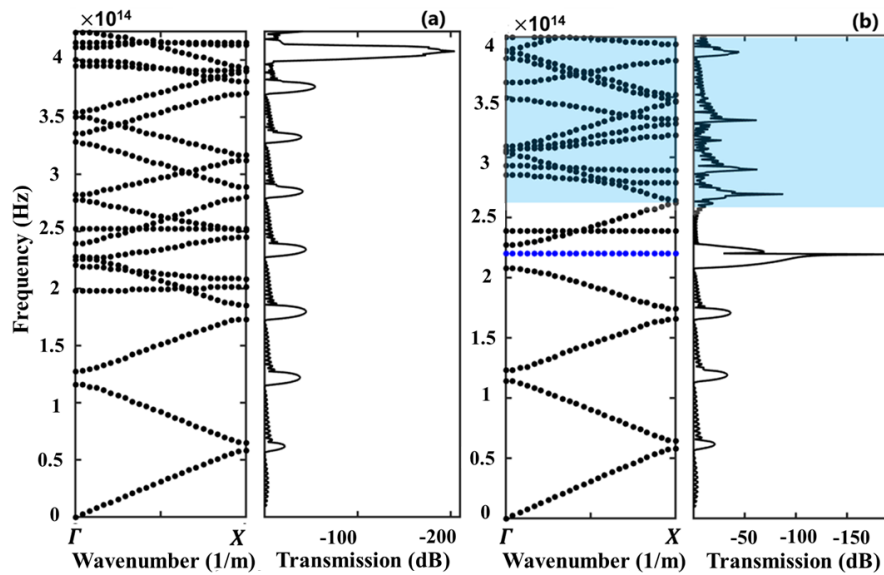 ×10¹⁴
(a)
×10¹⁴
(b)
4
3.5
3
2.5
2
1.5
1
0.5
0
4
3.5
3
2.5
2
1.5
1
0.5
0
Frequency (Hz)
Γ
X
-100
-200
Γ
X
-50
-100
-150
Wavenumber (1/m)
Transmission (dB)
Wavenumber (1/m)
Transmission (dB)